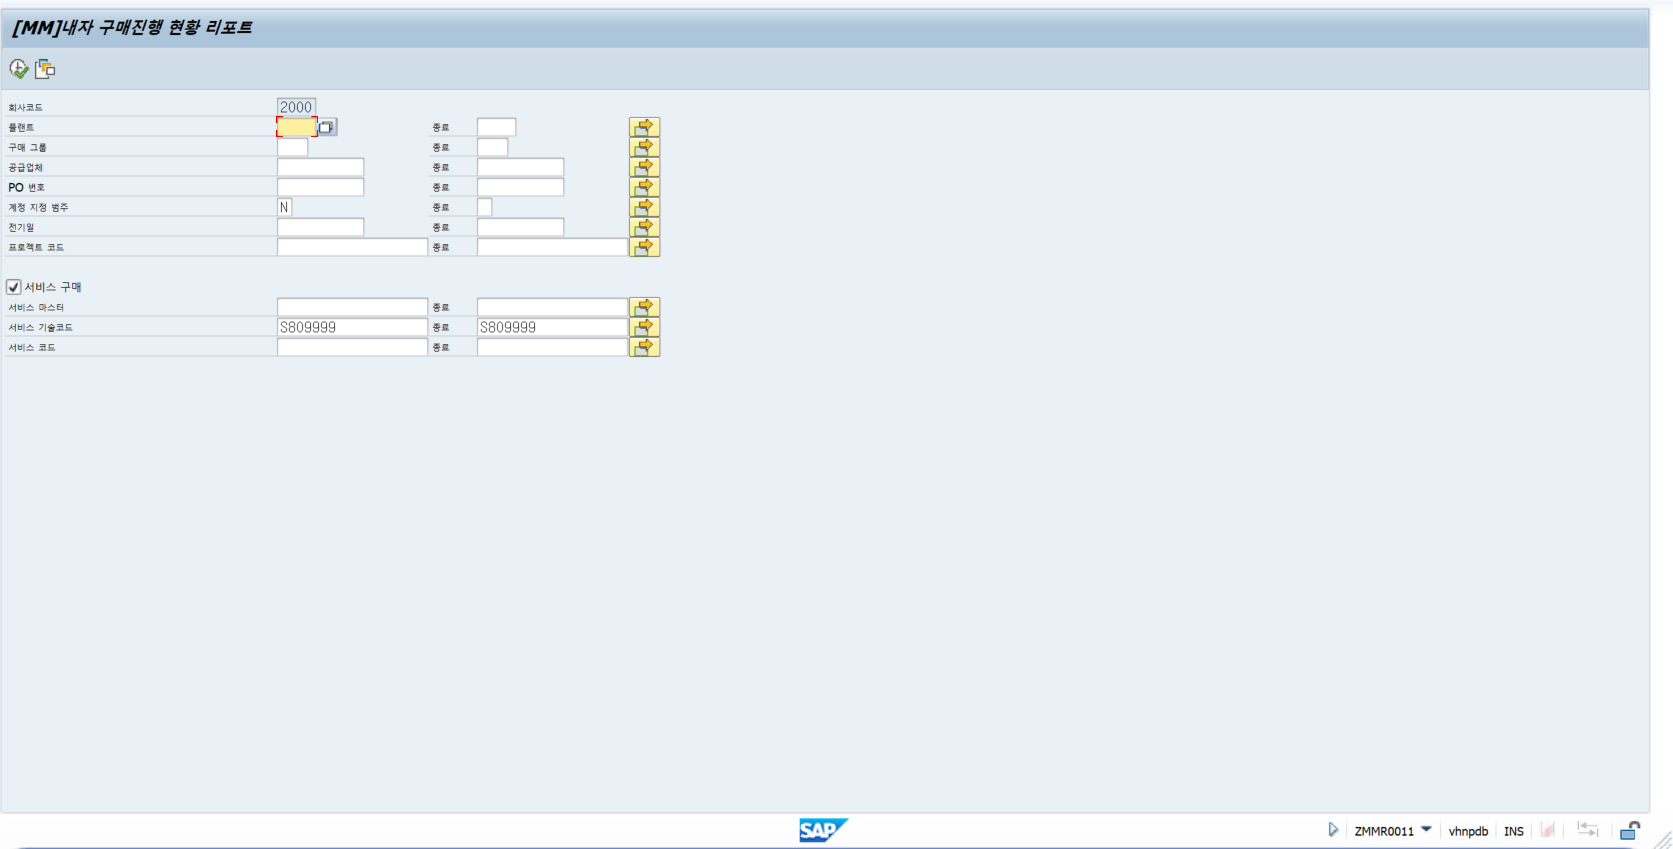 [MM]내자 구매진행 현황 리포트
회사코드 2000
플랜트 종료
구매 그룹 종료
공급업체 종료
PO 번호 종료
계정 지정 범주 N 종료
전기일 종료
프로젝트 코드 종료
서비스 구매
서비스 마스터 종료
서비스 기술코드 S809999 종료 S809999
서비스 코드 종료
SAP ZMMR0011 vhnpdb INS